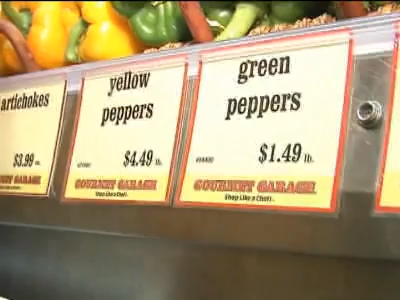 artichokes
$3.99
GOURMET GARAGE
yellow
peppers
$4.49 lb.
GOURMET GARAGE
Shop Like a Chef!.
green
peppers
$1.49 lb.
GOURMET GARAGE
Shop Like a Chef!.